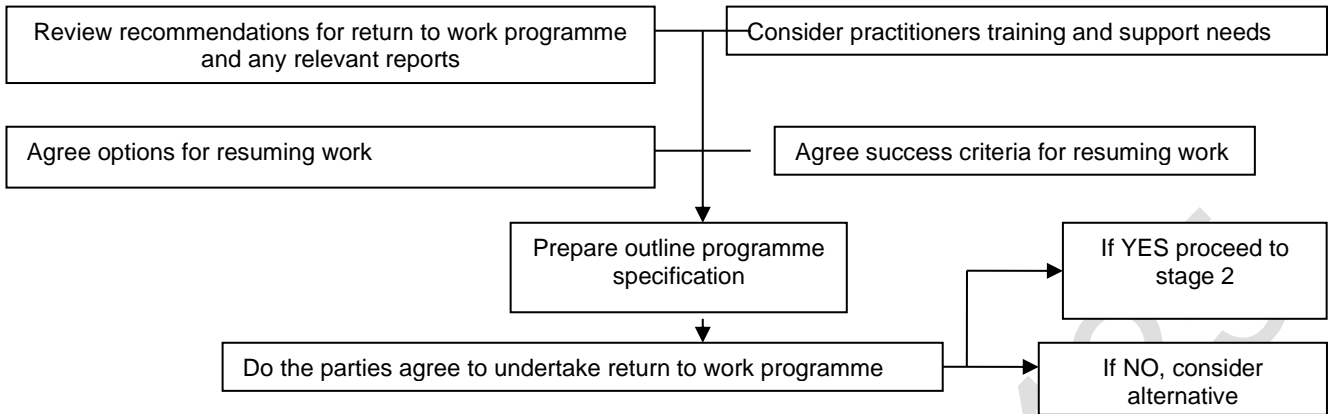 Review recommendations for return to work programme
and any relevant reports
Consider practitioners training and support needs
Agree options for resuming work
Agree success criteria for resuming work
Prepare outline programme
specification
If YES proceed to
stage 2
Do the parties agree to undertake return to work programme
If NO, consider
alternative